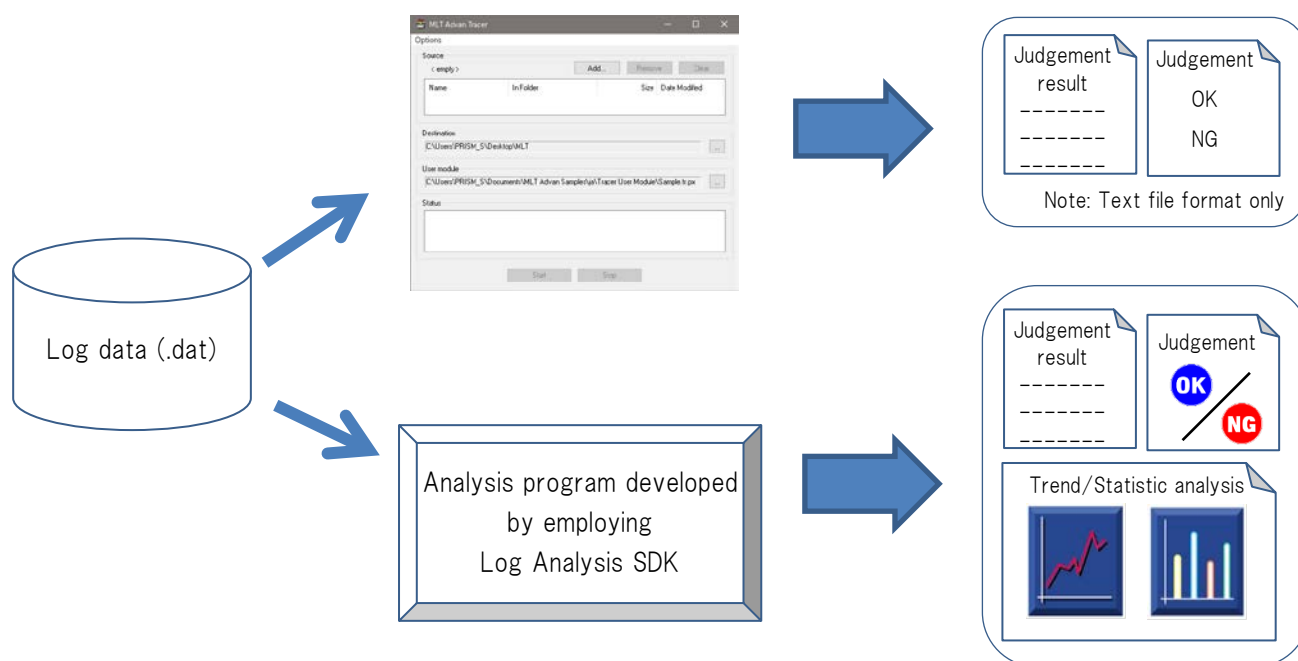 MLT Advan Tracer
Options
Source
< empty >
Add...
Remove
Clear
Name
In Folder
Size
Date Modified
Destination
C:\Users\PRISM_S\Desktop\MLT
...
User module
C:\Users\PRISM_S\Documents\MLT Advan Samples\ja\Tracer User Module\Sample.tr.px
...
Status
Start
Stop
Judgement
result
-------
-------
-------
Judgement
OK
NG
Note: Text file format only
Log data (.dat)
Analysis program developed
by employing
Log Analysis SDK
Judgement
result
-------
-------
-------
Judgement
OK
NG
Trend/Statistic analysis